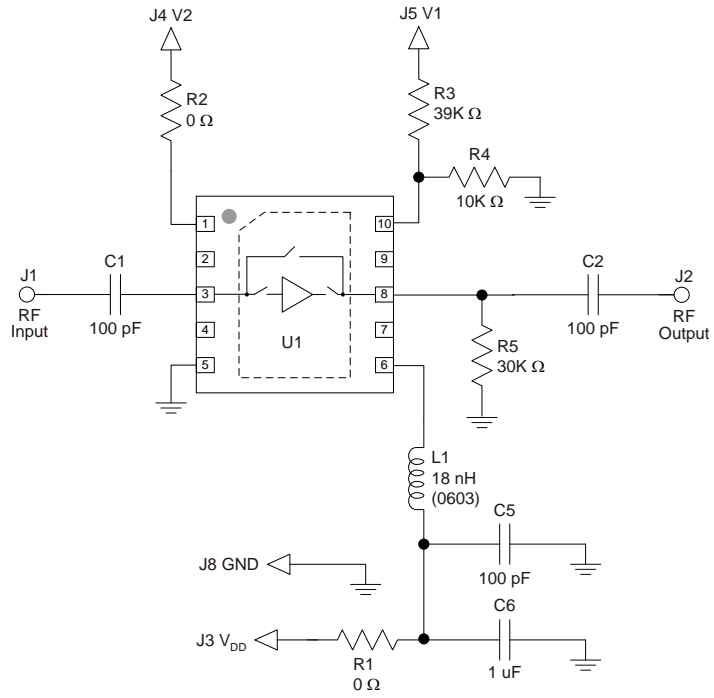 J4 V2
J5 V1
R2
0 Ω
R3
39K Ω
R4
10K Ω
1
10
2
9
J1
RF
Input
C1
100 pF
3
8
C2
100 pF
J2
RF
Output
4
7
U1
5
6
R5
30K Ω
L1
18 nH
(0603)
C5
100 pF
J8 GND
C6
1 uF
J3 VDD
R1
0 Ω